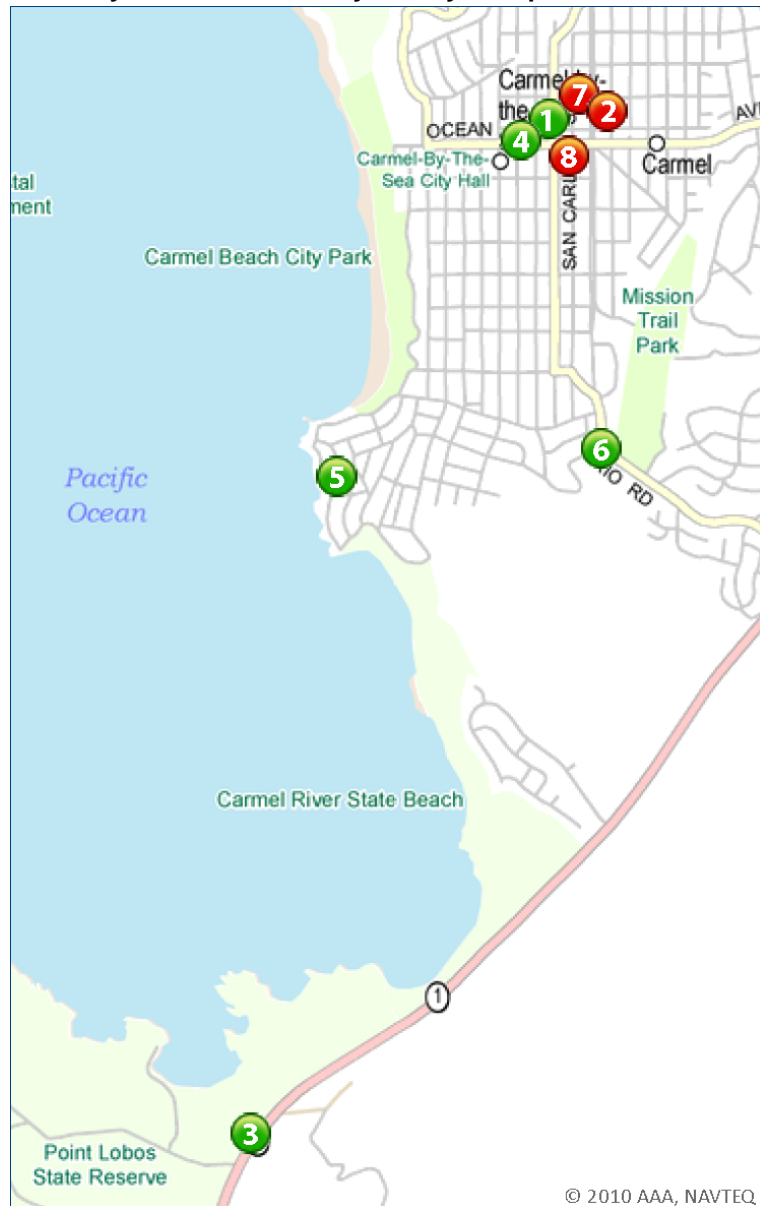 Carmel-by-
the
7
2
1
OCEAN
AVE
4
8
Carmel-By-The-
Sea City Hall
Carmel
SAN CARL
Carmel Beach City Park
Mission
Trail
Park
6
RIO RD
5
Pacific
Ocean
Carmel River State Beach
1
3
Point Lobos
State Reserve
© 2010 AAA, NAVTEQ